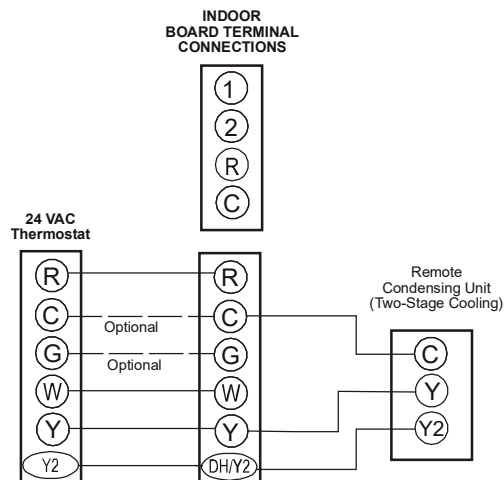 INDOOR
BOARD TERMINAL
CONNECTIONS
1
2
R
C
24 VAC
Thermostat
R
C
G
W
Y
Y2
Optional
Optional
R
C
G
W
Y
DH/Y2
Remote
Condensing Unit
(Two-Stage Cooling)
C
Y
Y2